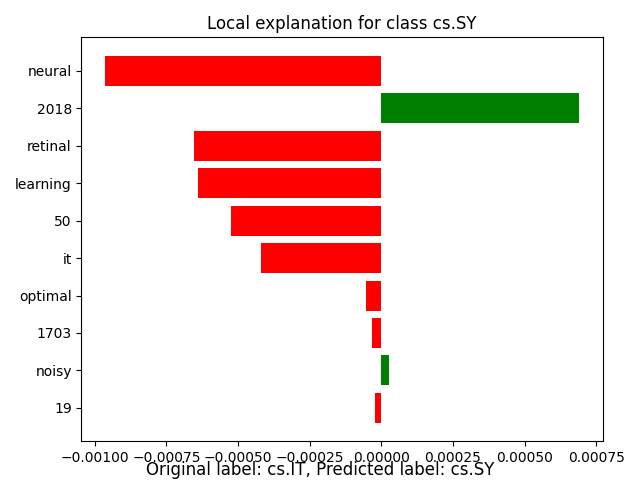 Local explanation for class cs.SY
neural
2018
retinal
learning
50
it
optimal
1703
noisy
19
−0.00100 −0.00075 −0.00050 −0.00025 0.00000 0.00025 0.00050 0.00075
Original label: cs.IT, Predicted label: cs.SY